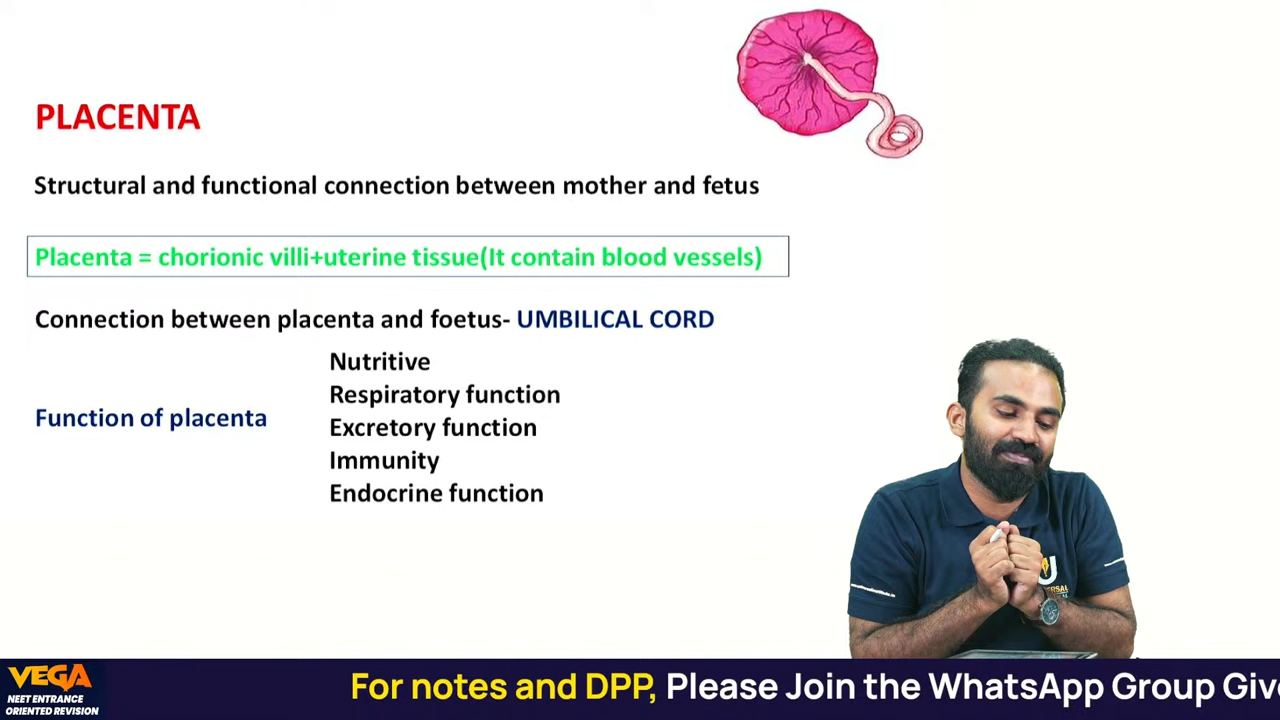 PLACENTA
Structural and functional connection between mother and fetus
Placenta = chorionic villi+uterine tissue(It contain blood vessels)
Connection between placenta and foetus- UMBILICAL CORD
Function of placenta
Nutritive
Respiratory function
Excretory function
Immunity
Endocrine function
VEGA
NEET ENTRANCE
ORIENTED REVISION
For notes and DPP, Please Join the WhatsApp Group Give